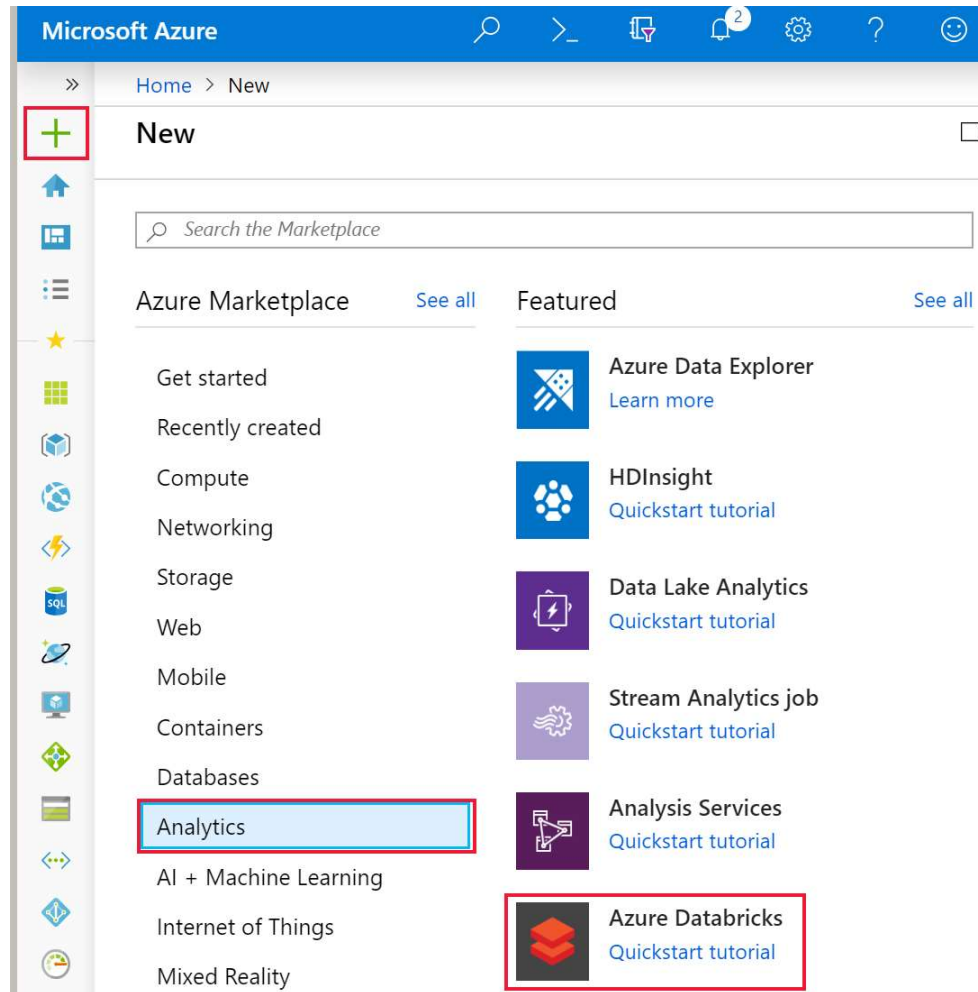 Microsoft Azure
2
Home > New
New
Search the Marketplace
Azure Marketplace
See all
Get started
Recently created
Compute
Networking
Storage
Web
Mobile
Containers
Databases
Analytics
AI + Machine Learning
Internet of Things
Mixed Reality
Featured
See all
Azure Data Explorer
Learn more
HDInsight
Quickstart tutorial
Data Lake Analytics
Quickstart tutorial
Stream Analytics job
Quickstart tutorial
Analysis Services
Quickstart tutorial
Azure Databricks
Quickstart tutorial
SQL